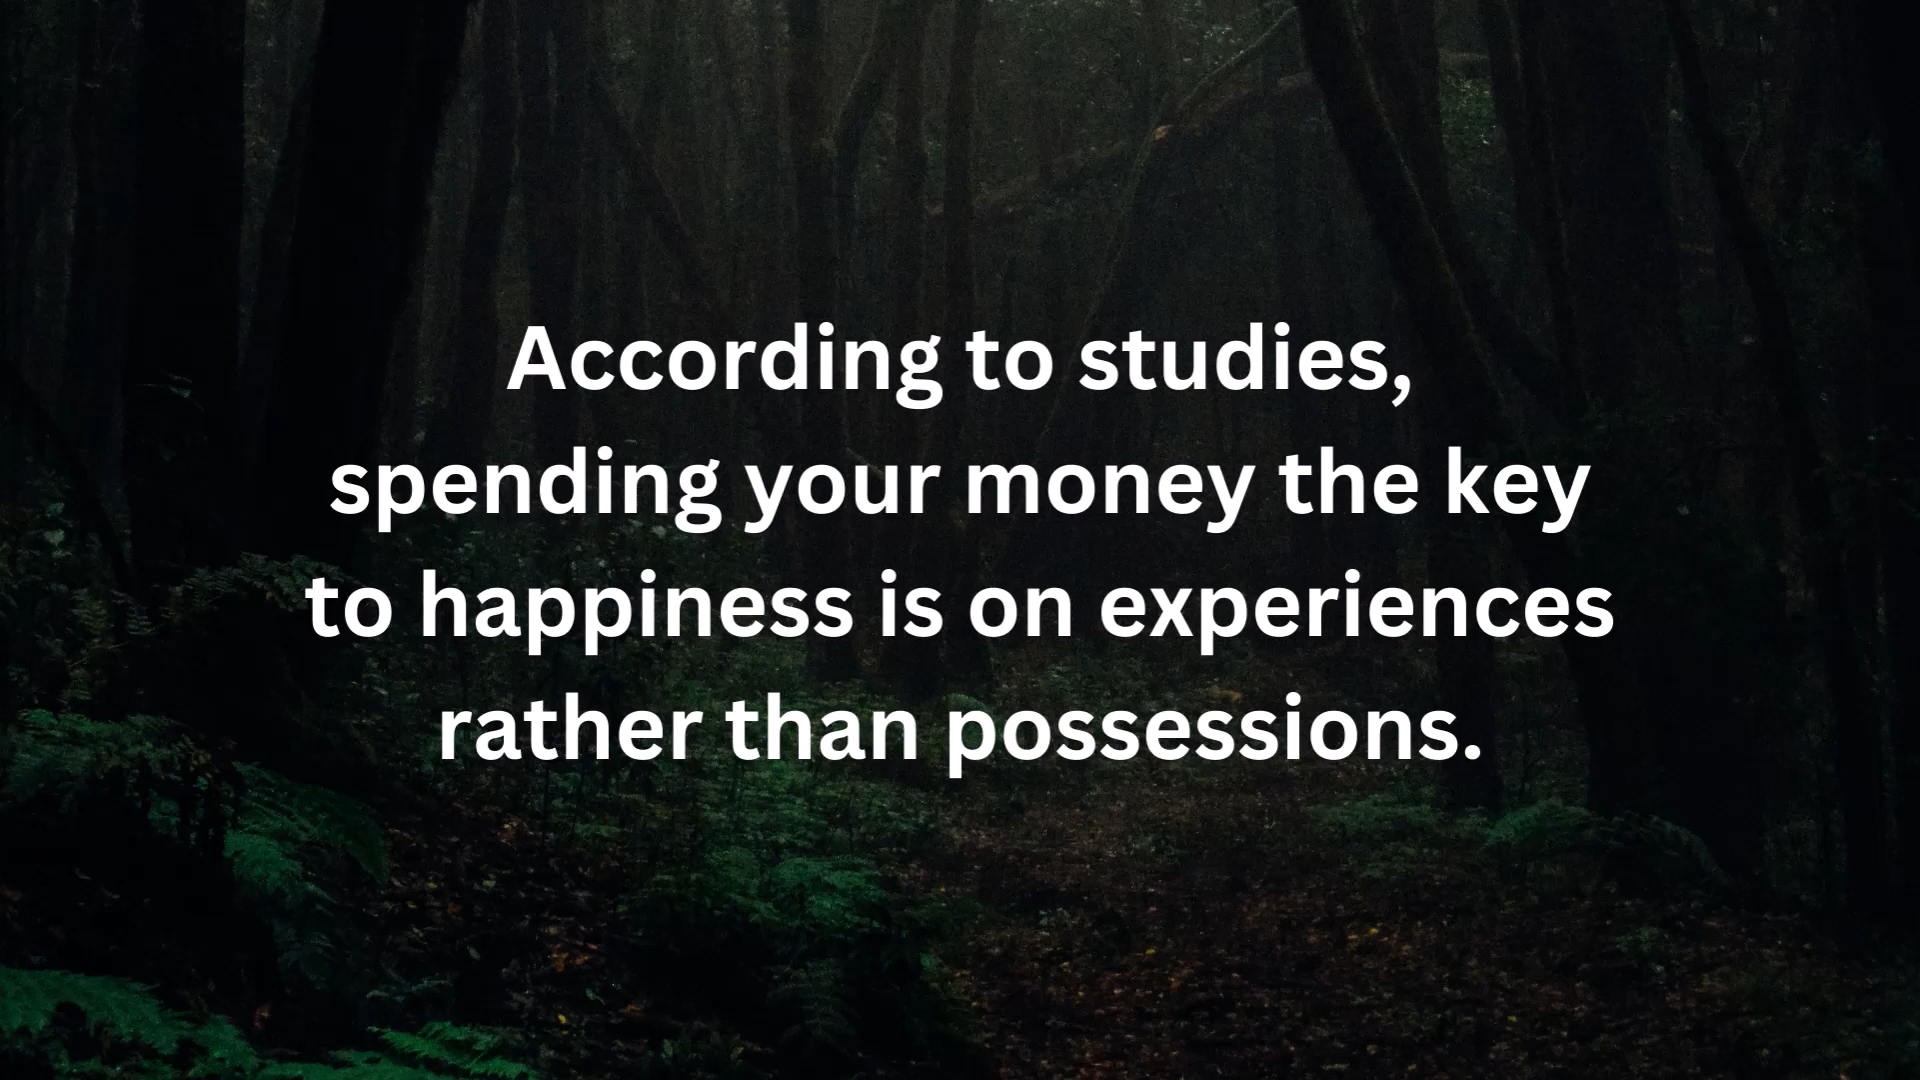 According to studies,
spending your money the key
to happiness is on experiences
rather than possessions.